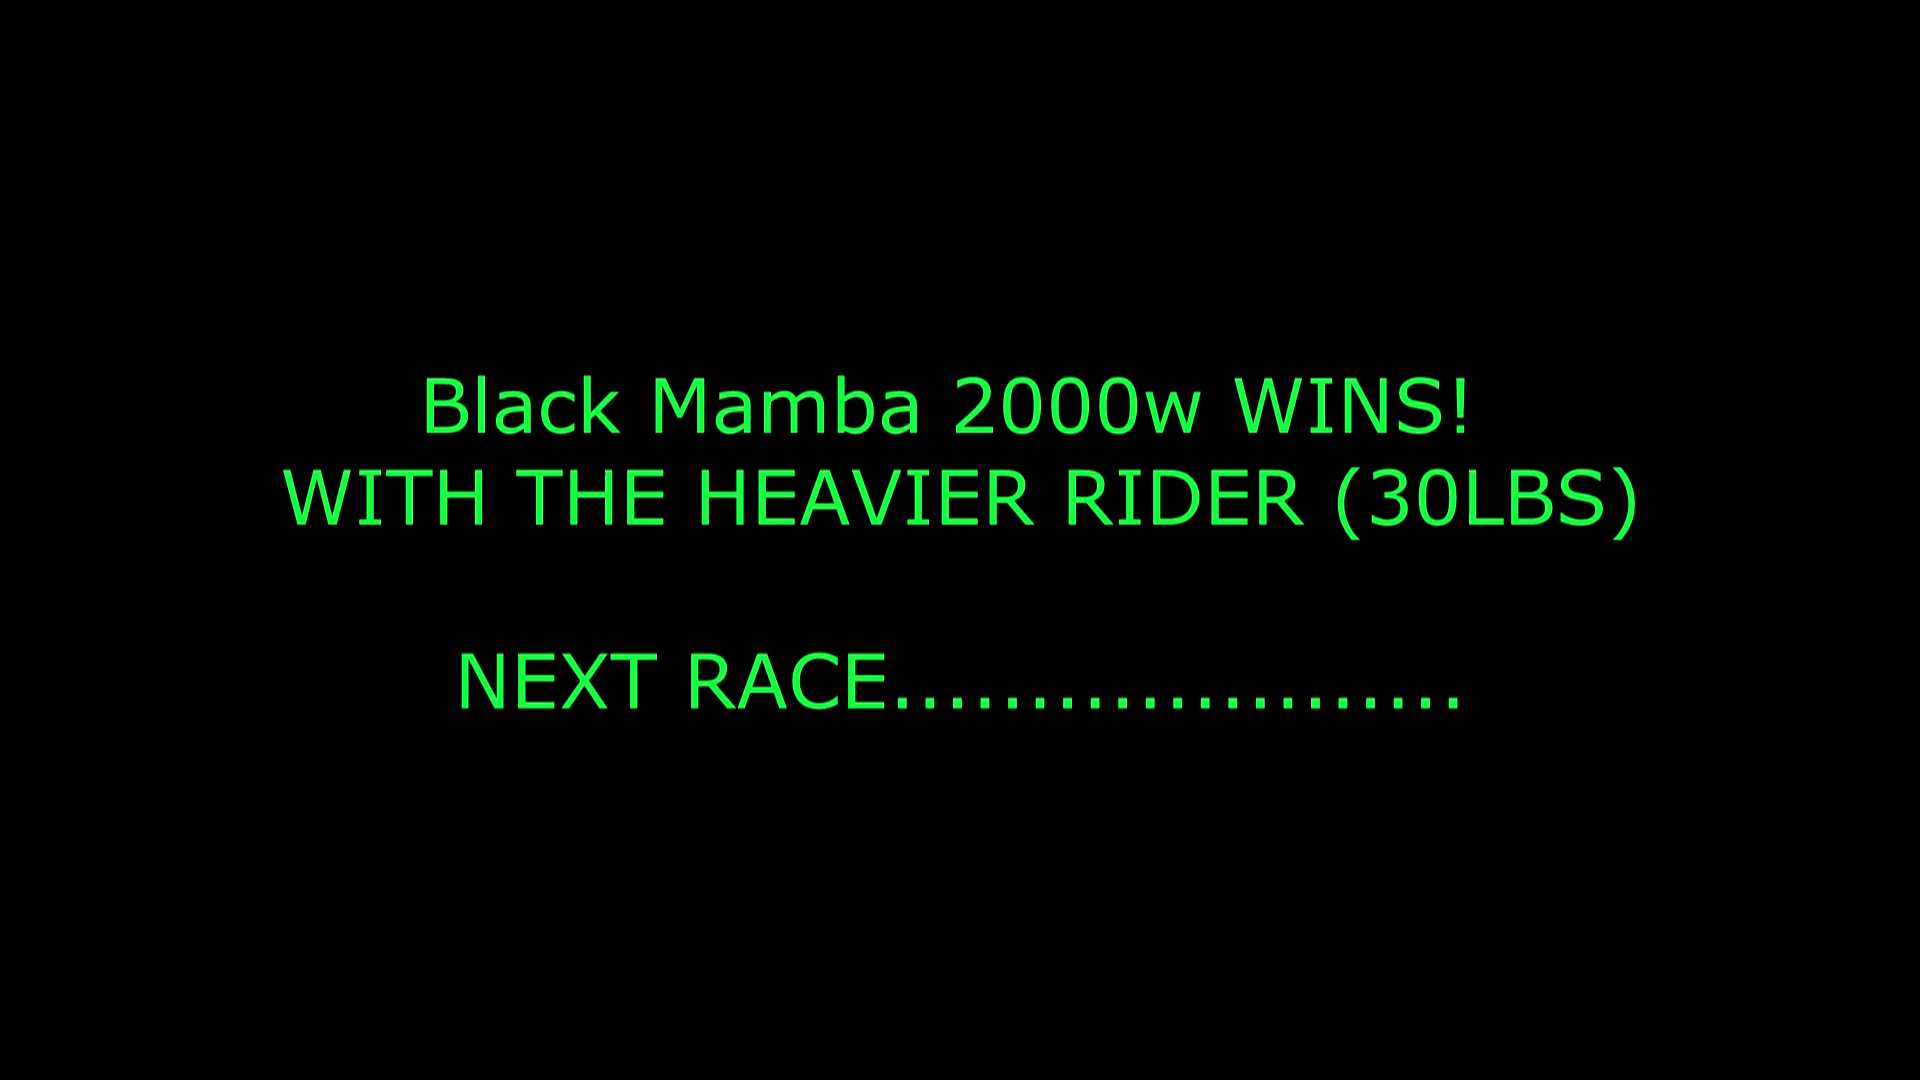 Black Mamba 2000w WINS!
WITH THE HEAVIER RIDER (30LBS)
NEXT RACE.....................